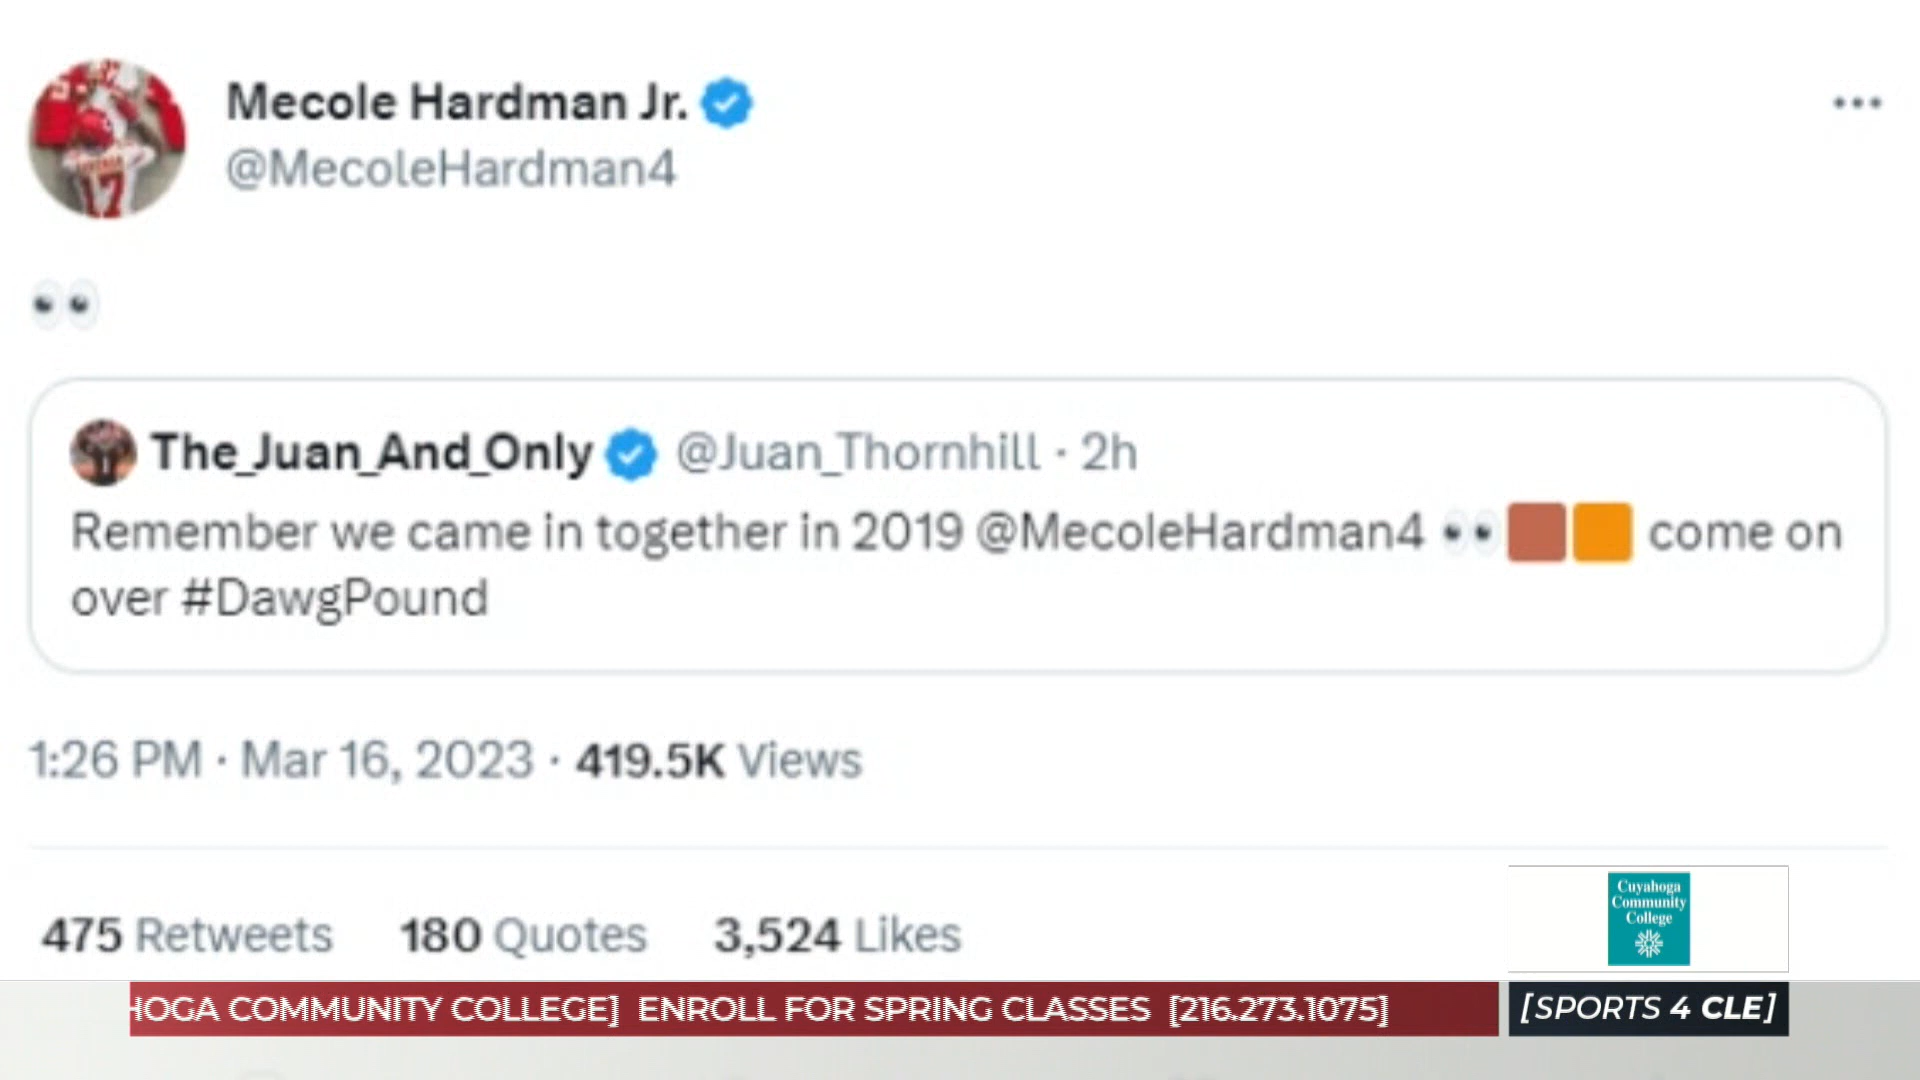 Mecole Hardman Jr.
@MecoleHardman4
👀
The_Juan_And_Only @Juan_Thornhill · 2h
Remember we came in together in 2019 @MecoleHardman4 👀🟫🟧 come on
over #DawgPound
1:26 PM · Mar 16, 2023 · 419.5K Views
475 Retweets 180 Quotes 3,524 Likes
Cuyahoga
Community
College
HOGA COMMUNITY COLLEGE] ENROLL FOR SPRING CLASSES [216.273.1075]
[SPORTS 4 CLE]